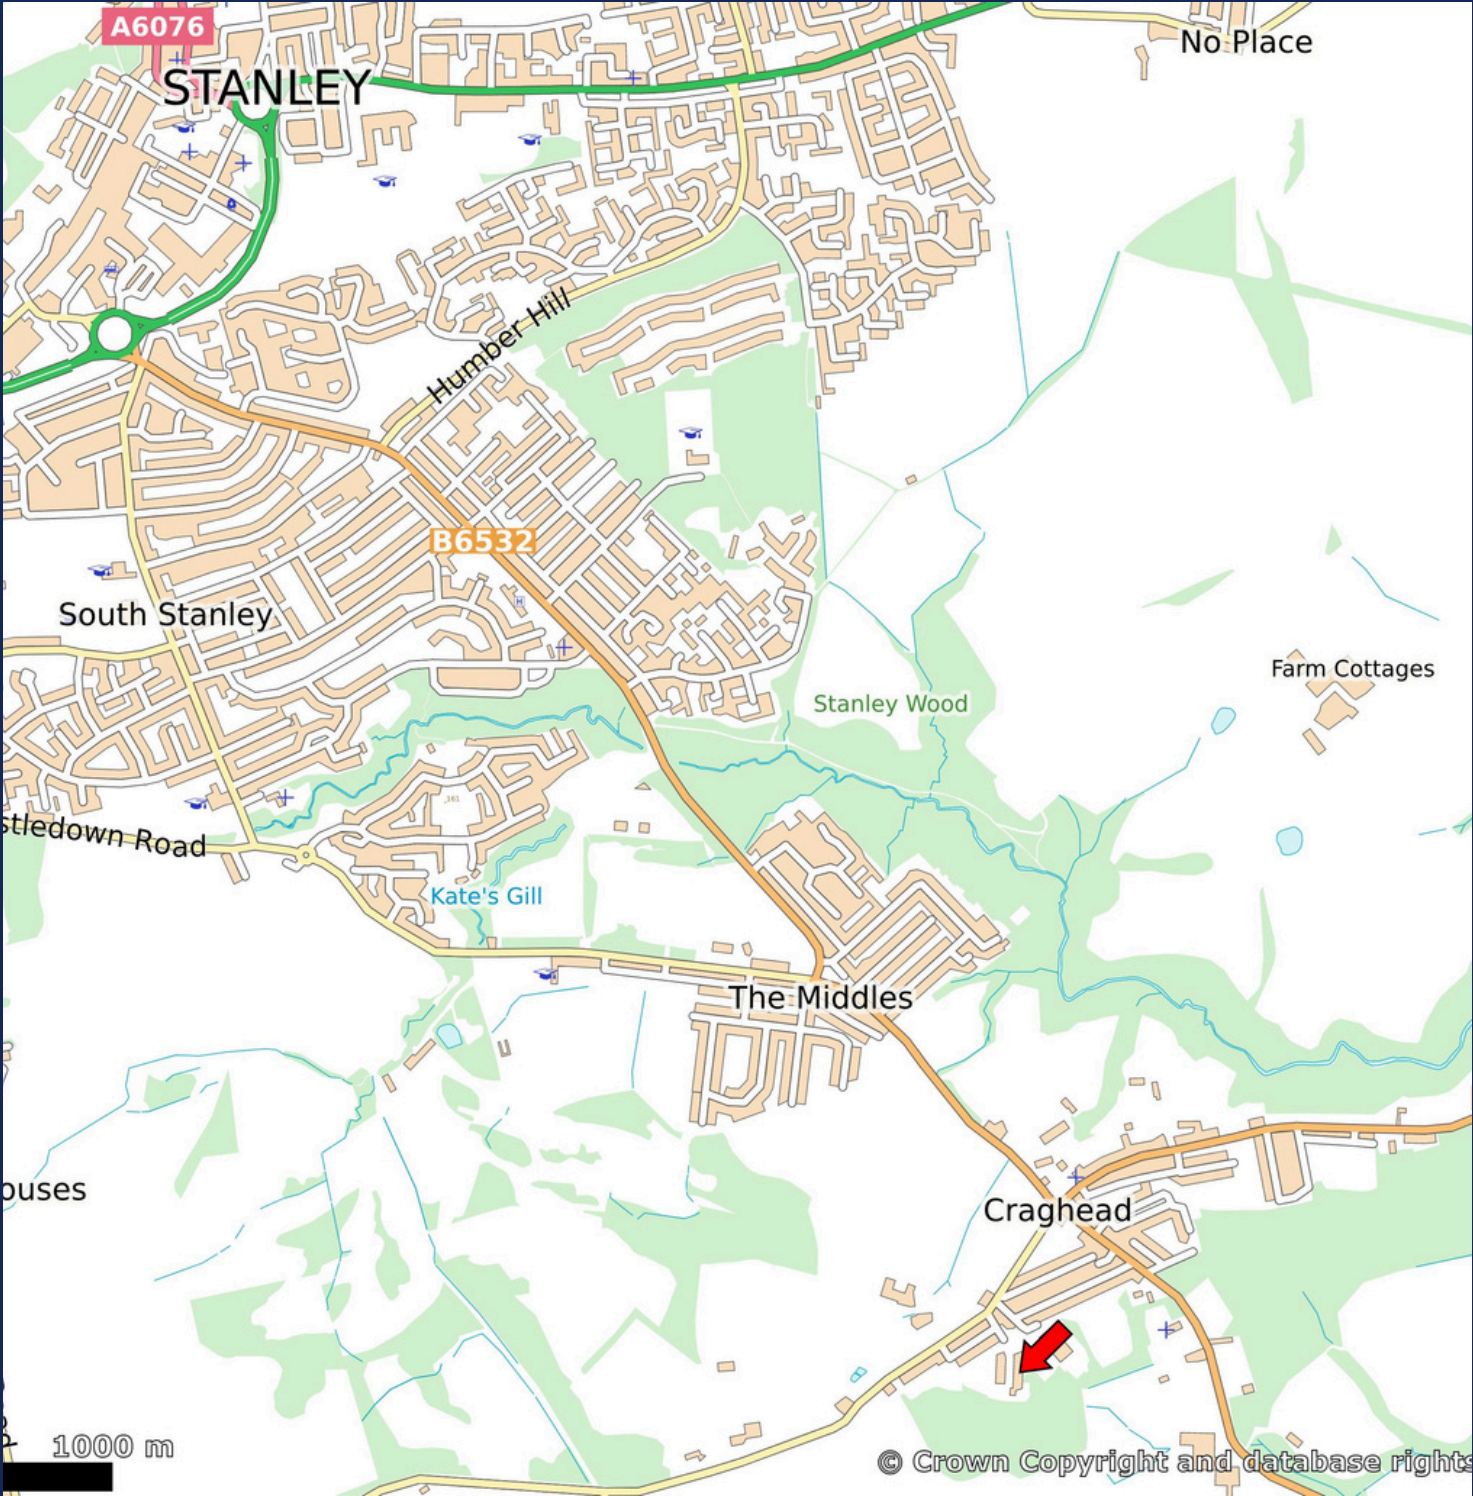 A6076
No Place
STANLEY
Humber Hill
B6532
South Stanley
Farm Cottages
Stanley Wood
H
161
stledown Road
Kate's Gill
The Middles
ouses
Craghead
1000 m
© Crown Copyright and database rights